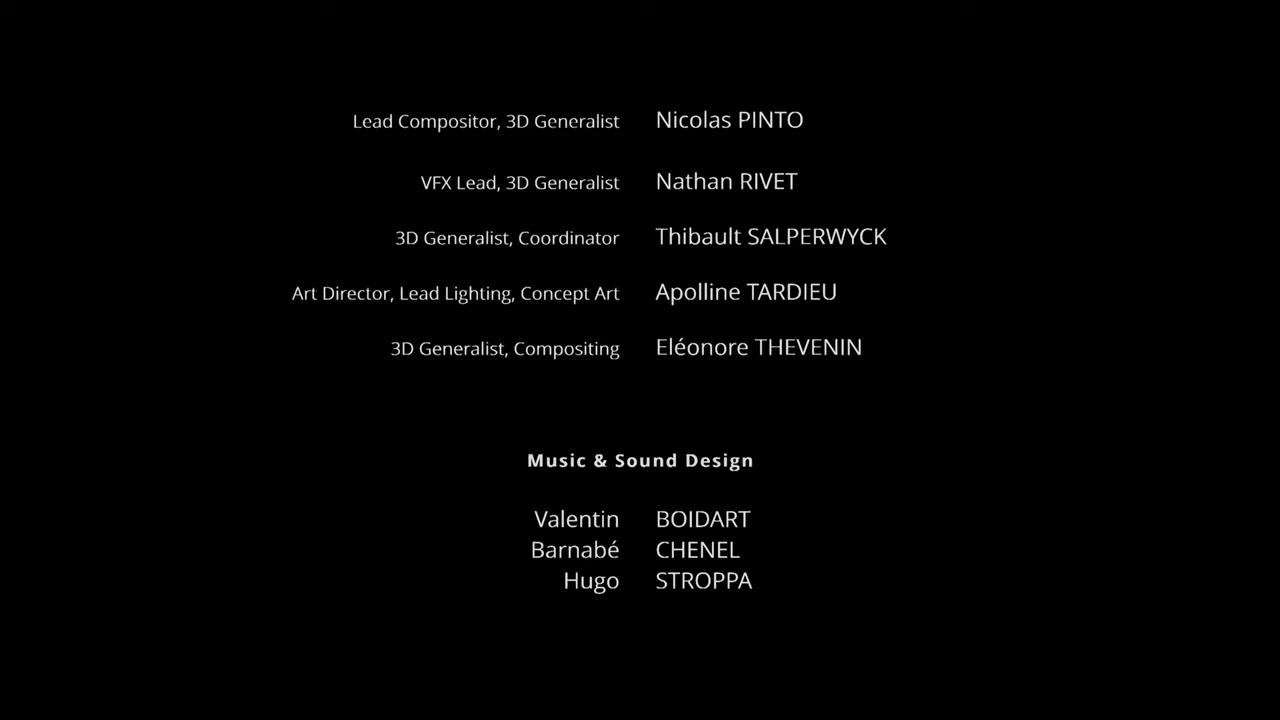 Lead Compositor, 3D Generalist Nicolas PINTO
VFX Lead, 3D Generalist Nathan RIVET
3D Generalist, Coordinator Thibault SALPERWYCK
Art Director, Lead Lighting, Concept Art Apolline TARDIEU
3D Generalist, Compositing Eléonore THEVENIN
Music & Sound Design
Valentin BOIDART
Barnabé CHENEL
Hugo STROPPA